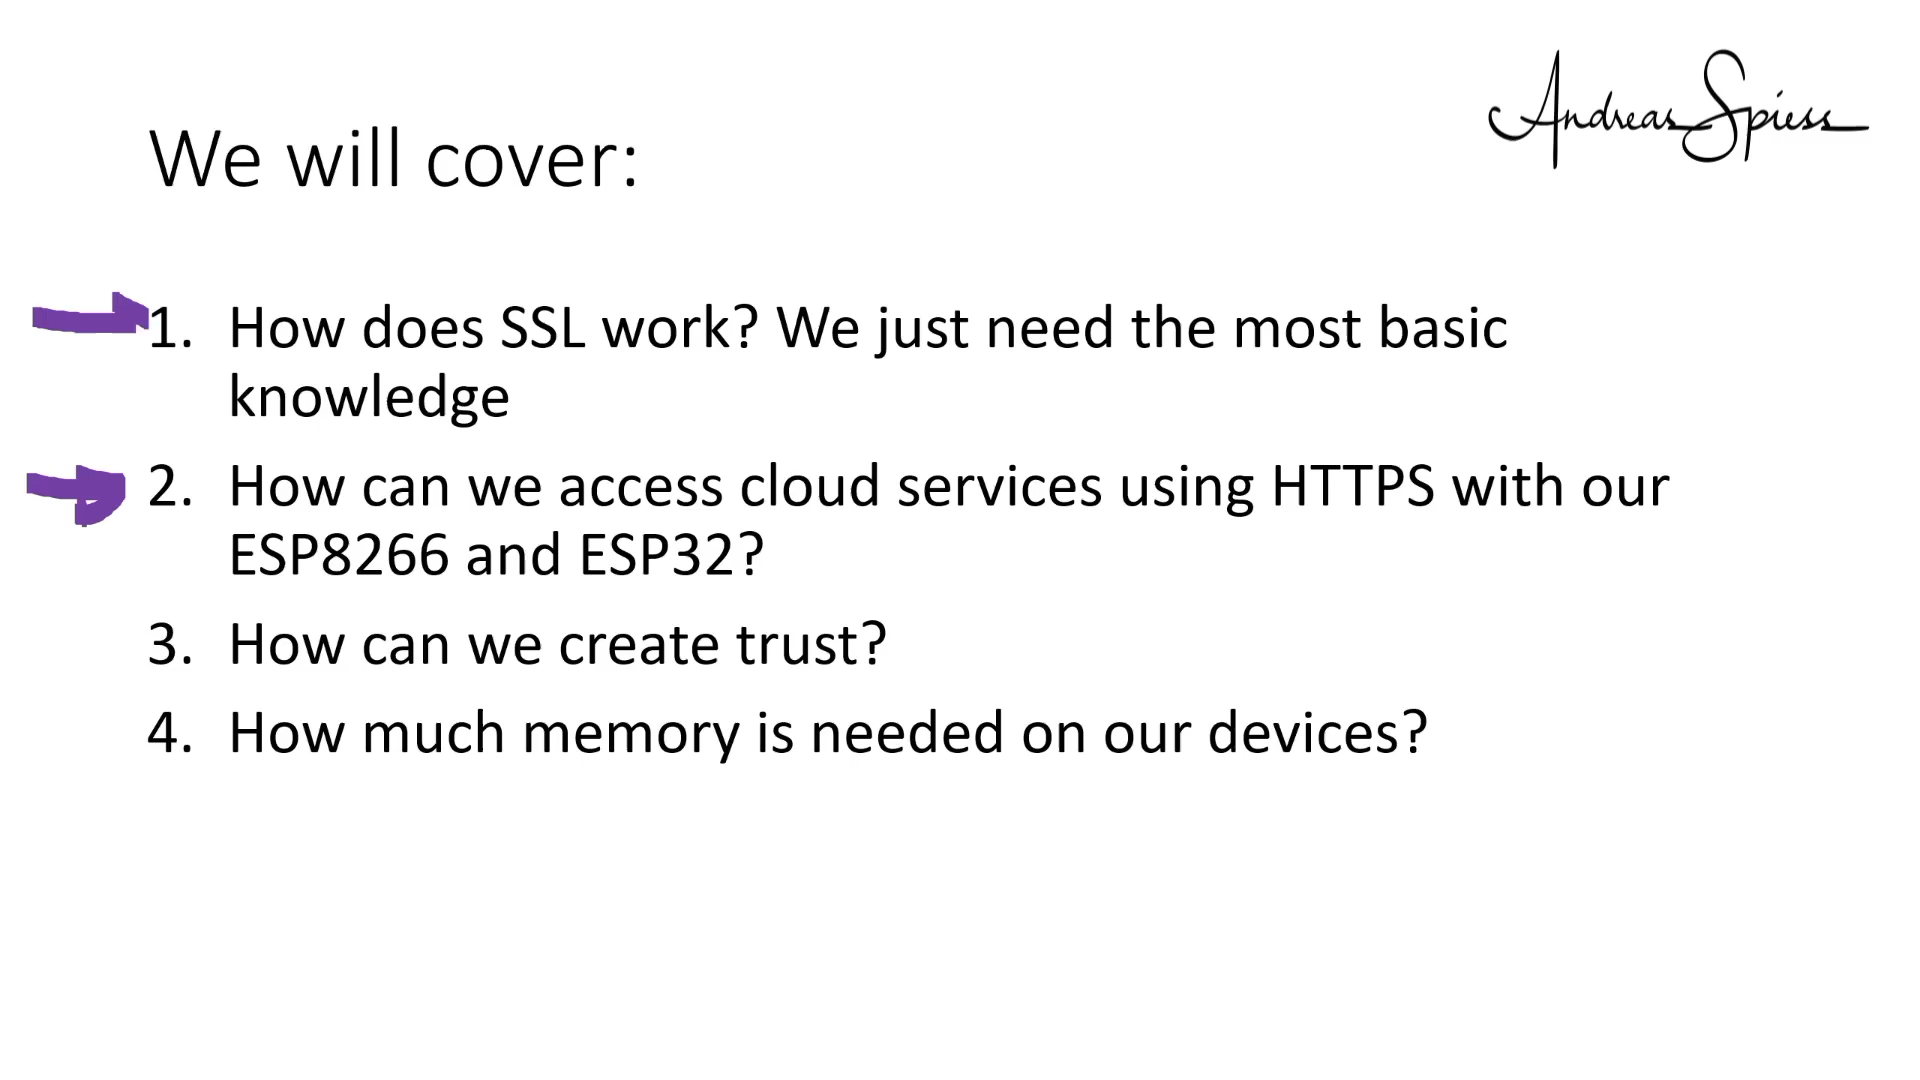 Andreas Spiess
We will cover:
1. How does SSL work? We just need the most basic
knowledge
2. How can we access cloud services using HTTPS with our
ESP8266 and ESP32?
3. How can we create trust?
4. How much memory is needed on our devices?